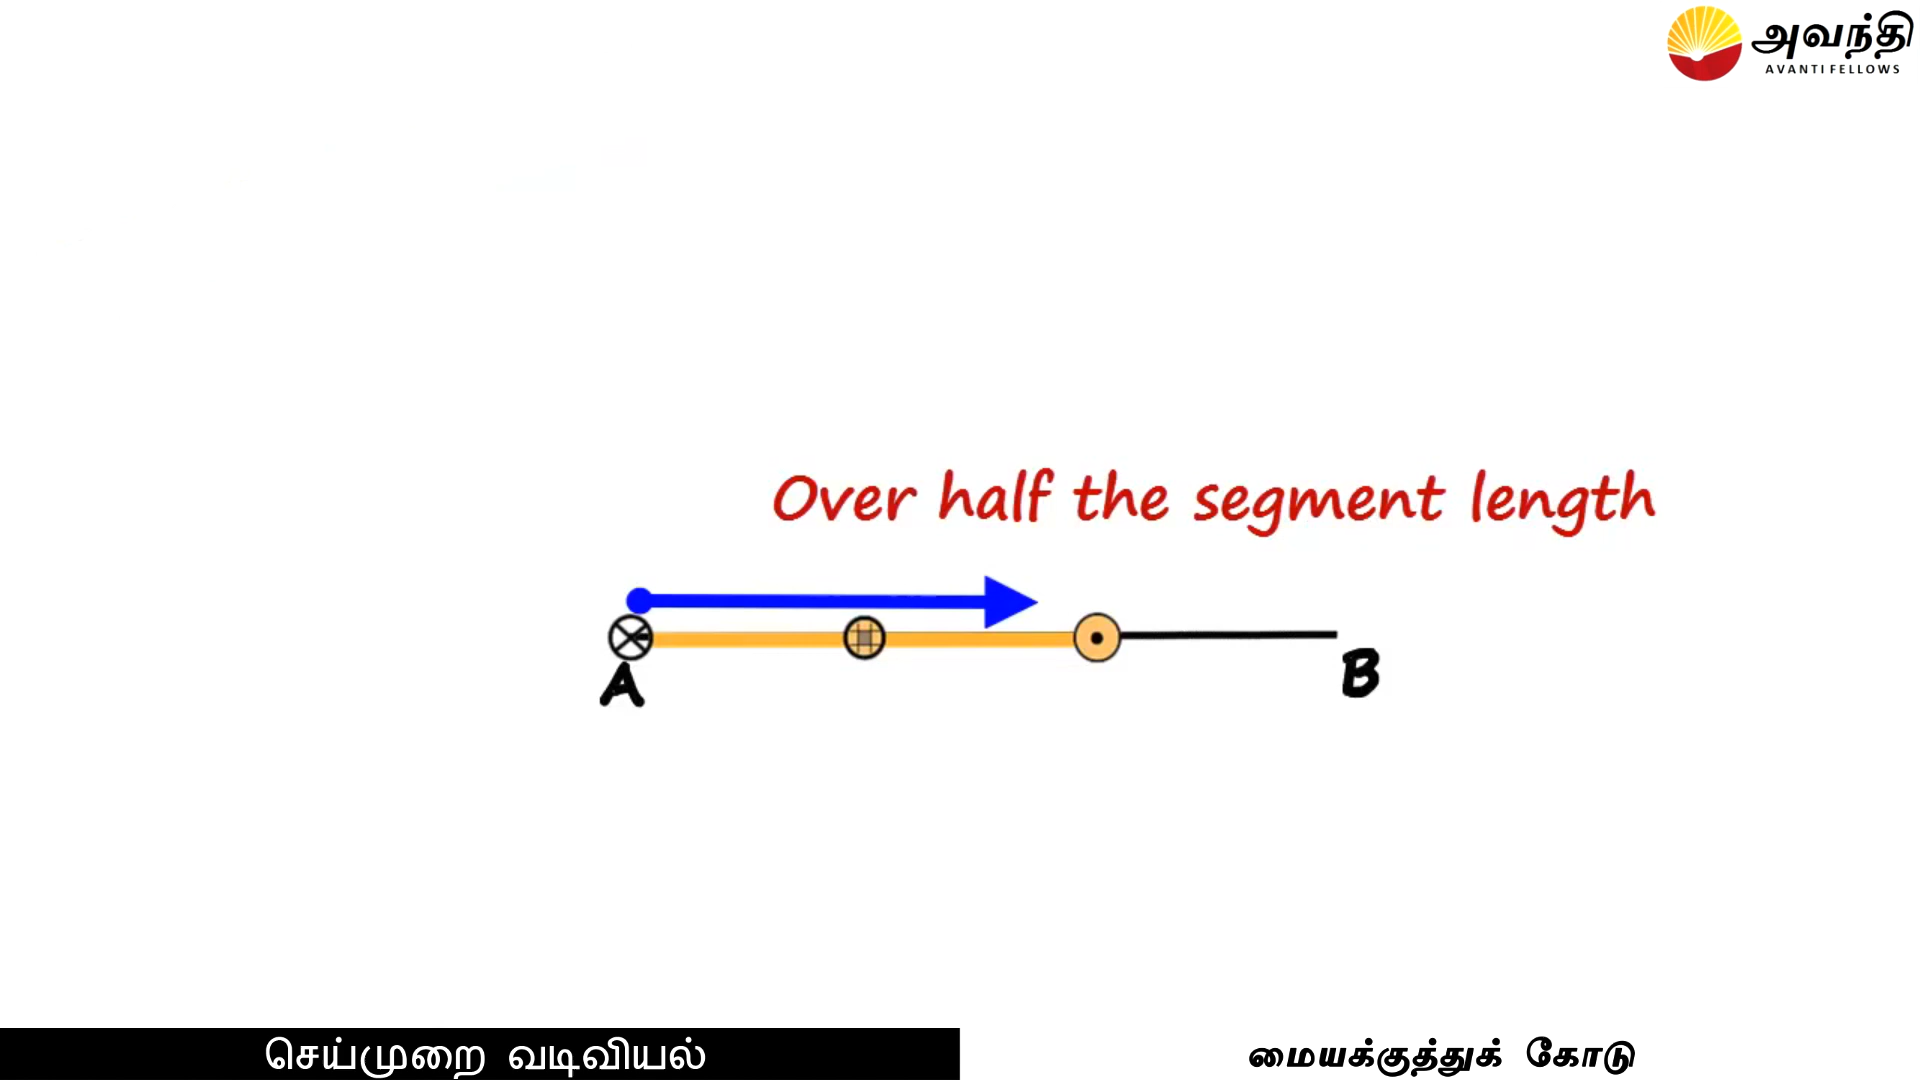 அவந்தி
AVANTI FELLOWS
Over half the segment length
A
B
செய்முறை வடிவியல்
மையக்குத்துக் கோடு